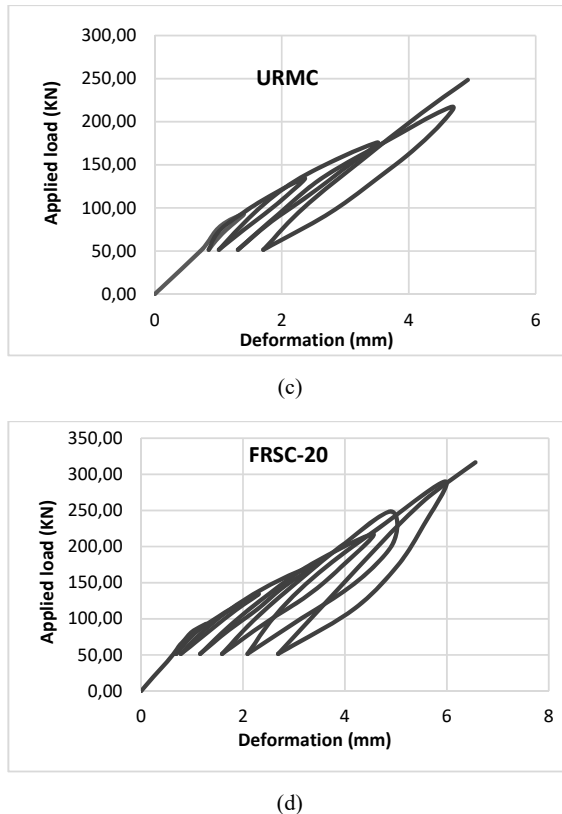 300,00
250,00
200,00
150,00
100,00
50,00
0,00
Applied load (KN)
URMC
0 2 4 6
Deformation (mm)
(c)
350,00
300,00
250,00
200,00
150,00
100,00
50,00
0,00
Applied load (KN)
FRSC-20
0 2 4 6 8
Deformation (mm)
(d)